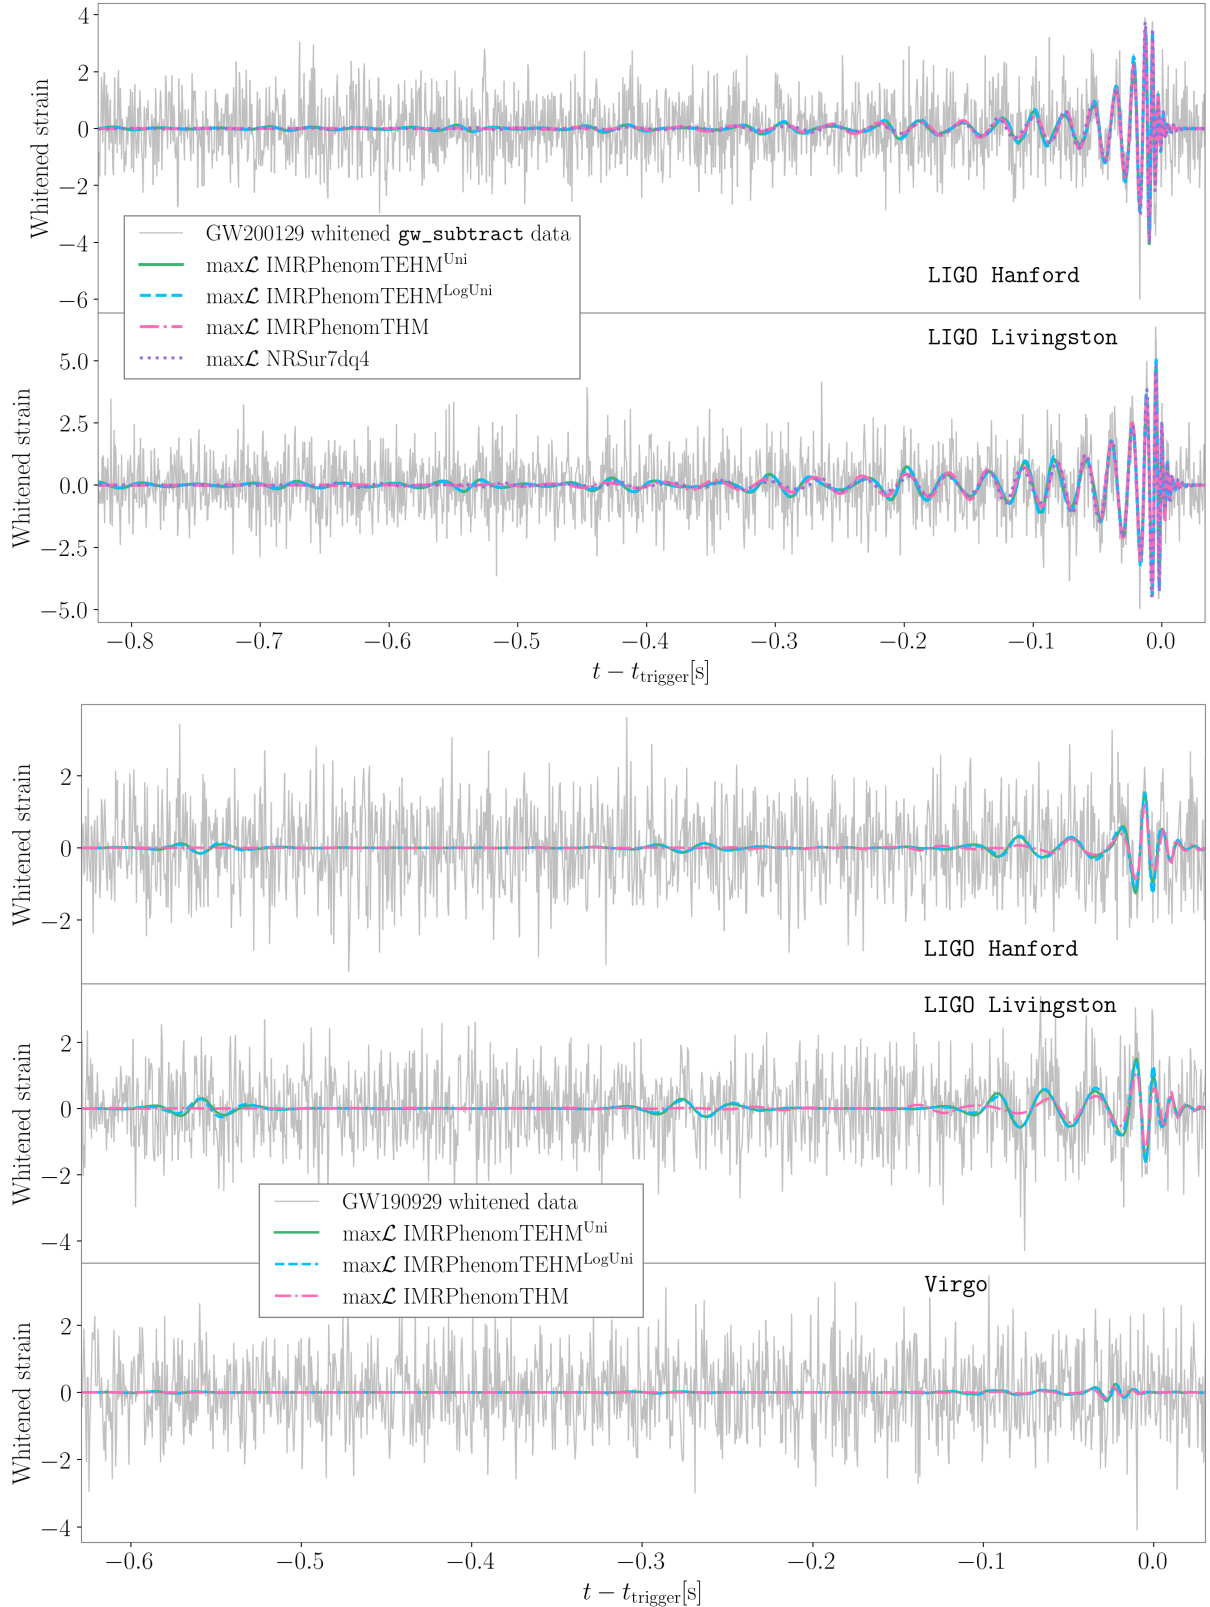 4
2
0
−2
−4
−6
Whitened strain
GW200129 whitened gw_subtract data
maxℒ IMRPhenomTEHM^Uni
maxℒ IMRPhenomTEHM^LogUni
maxℒ IMRPhenomTHM
maxℒ NRSur7dq4
LIGO Hanford
LIGO Livingston
5.0
2.5
0.0
−2.5
−5.0
Whitened strain
−0.8 −0.7 −0.6 −0.5 −0.4 −0.3 −0.2 −0.1 0.0
t − t_trigger[s]
2
0
−2
Whitened strain
LIGO Hanford
LIGO Livingston
2
0
−2
−4
Whitened strain
GW190929 whitened data
maxℒ IMRPhenomTEHM^Uni
maxℒ IMRPhenomTEHM^LogUni
maxℒ IMRPhenomTHM
Virgo
2
0
−2
−4
Whitened strain
−0.6 −0.5 −0.4 −0.3 −0.2 −0.1 0.0
t − t_trigger[s]